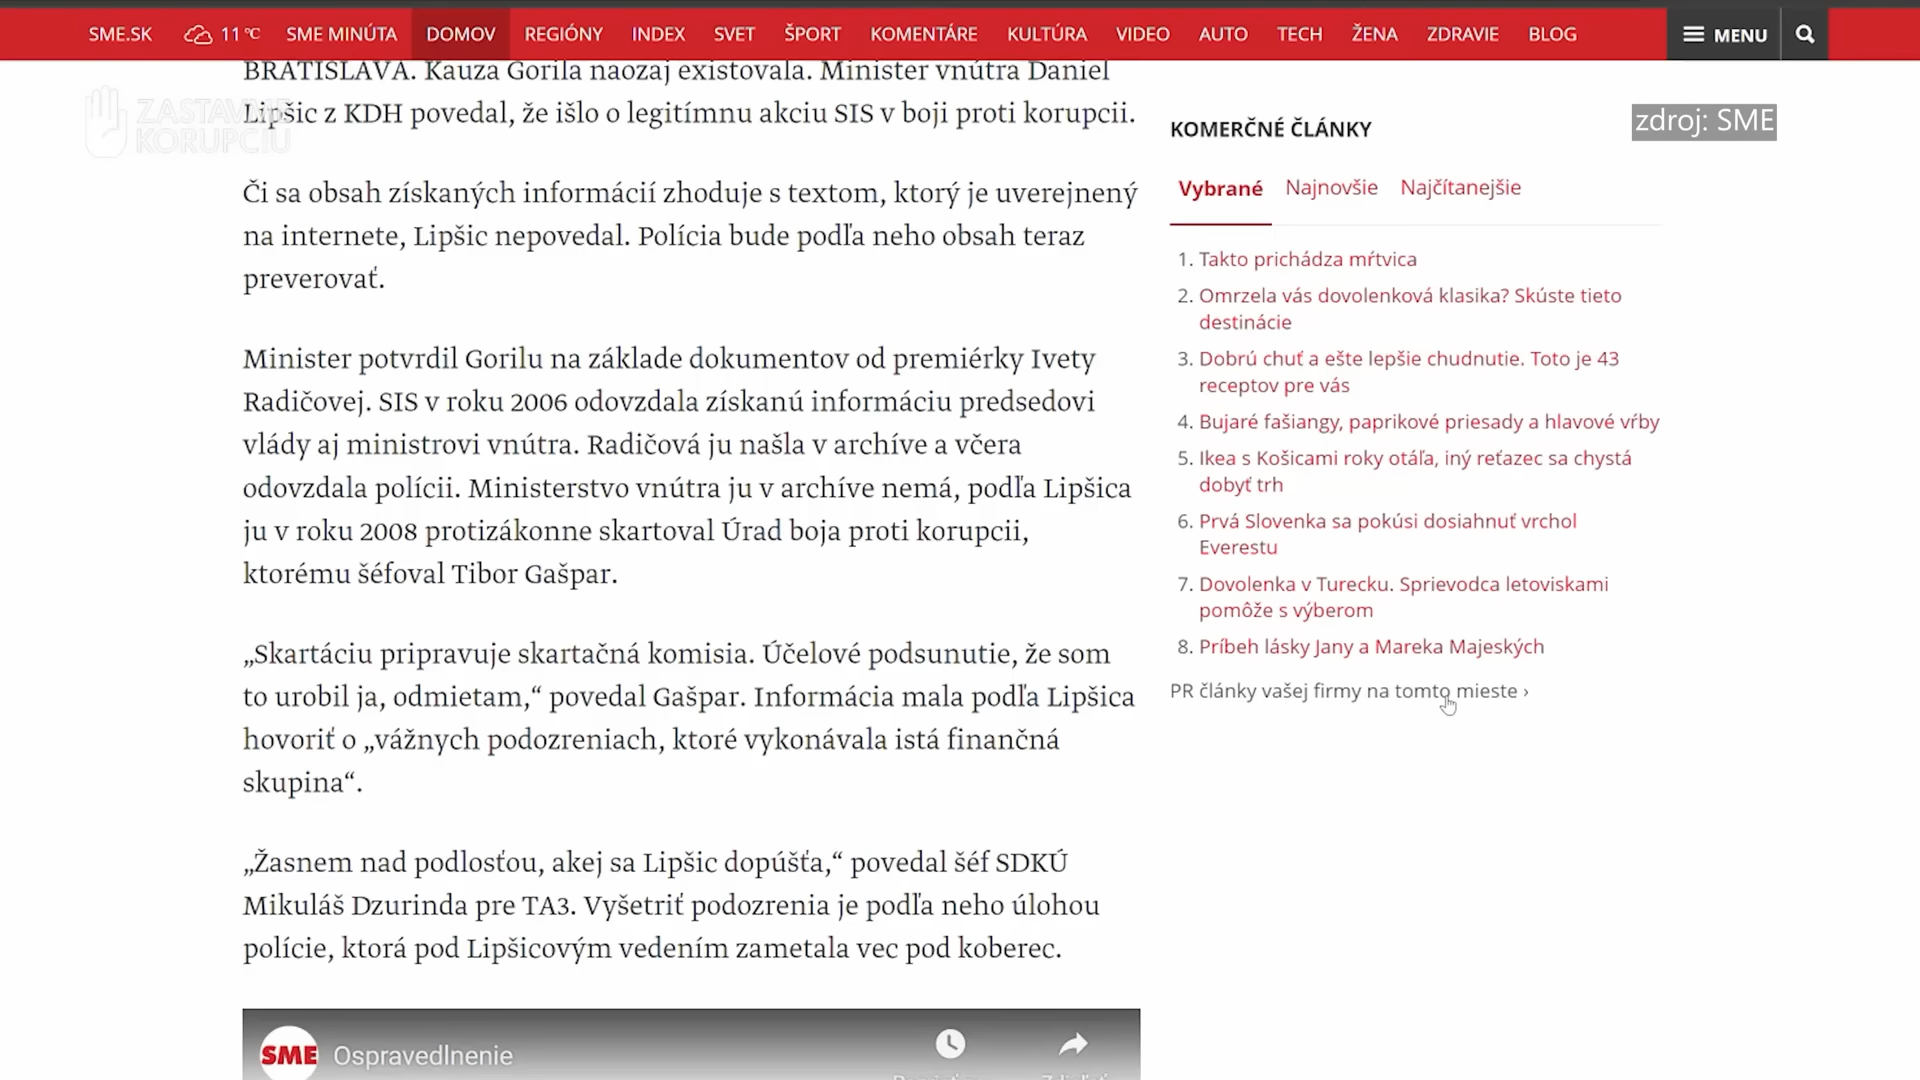 SME.SK 11 °C SME MINÚTA DOMOV REGIÓNY INDEX SVET ŠPORT KOMENTÁRE KULTÚRA VIDEO AUTO TECH ŽENA ZDRAVIE BLOG MENU
BRATISLAVA. Kauza Gorila naozaj existovala. Minister vnútra Daniel
Lipšic z KDH povedal, že išlo o legitímnu akciu SIS v boji proti korupcii.
ZASTAVME
KORUPCIU
Či sa obsah získaných informácií zhoduje s textom, ktorý je uverejnený
na internete, Lipšic nepovedal. Polícia bude podľa neho obsah teraz
preverovať.
Minister potvrdil Gorilu na základe dokumentov od premiérky Ivety
Radičovej. SIS v roku 2006 odovzdala získanú informáciu predsedovi
vlády aj ministrovi vnútra. Radičová ju našla v archíve a včera
odovzdala polícii. Ministerstvo vnútra ju v archíve nemá, podľa Lipšica
ju v roku 2008 protizákonne skartoval Úrad boja proti korupcii,
ktorému šéfoval Tibor Gašpar.
„Skartáciu pripravuje skartačná komisia. Účelové podsunutie, že som
to urobil ja, odmietam,“ povedal Gašpar. Informácia mala podľa Lipšica
hovoriť o „vážnych podozreniach, ktoré vykonávala istá finančná
skupina“.
„Žasnem nad podlosťou, akej sa Lipšic dopúšťa,“ povedal šéf SDKÚ
Mikuláš Dzurinda pre TA3. Vyšetriť podozrenia je podľa neho úlohou
polície, ktorá pod Lipšicovým vedením zametala vec pod koberec.
SME Ospravedlnenie
KOMERČNÉ ČLÁNKY
zdroj: SME
Vybrané Najnovšie Najčítanejšie
1. Takto prichádza mŕtvica
2. Omrzela vás dovolenková klasika? Skúste tieto
destinácie
3. Dobrú chuť a ešte lepšie chudnutie. Toto je 43
receptov pre vás
4. Bujaré fašiangy, paprikové priesady a hlavové vŕby
5. Ikea s Košicami roky otáľa, iný reťazec sa chystá
dobyť trh
6. Prvá Slovenka sa pokúsi dosiahnuť vrchol
Everestu
7. Dovolenka v Turecku. Sprievodca letoviskami
pomôže s výberom
8. Príbeh lásky Jany a Mareka Majeských
PR články vašej firmy na tomto mieste ›